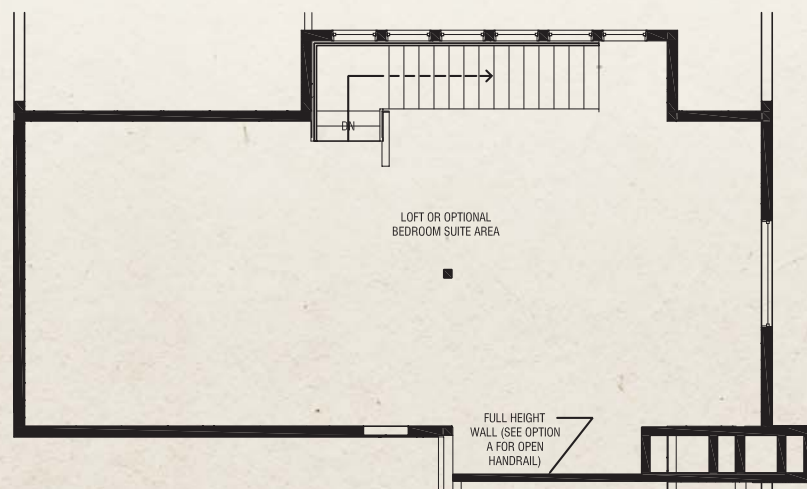 DN
LOFT OR OPTIONAL
BEDROOM SUITE AREA
FULL HEIGHT
WALL (SEE OPTION
A FOR OPEN
HANDRAIL)